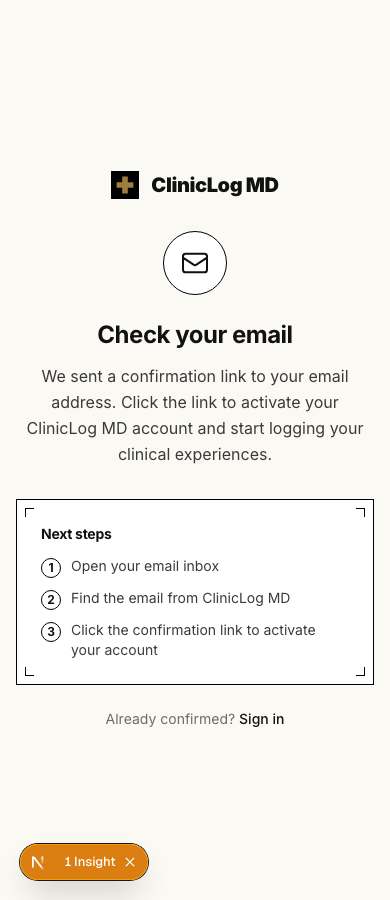 ClinicLog MD
Check your email
We sent a confirmation link to your email
address. Click the link to activate your
ClinicLog MD account and start logging your
clinical experiences.
Next steps
1 Open your email inbox
2 Find the email from ClinicLog MD
3 Click the confirmation link to activate
your account
Already confirmed? Sign in
N 1 Insight